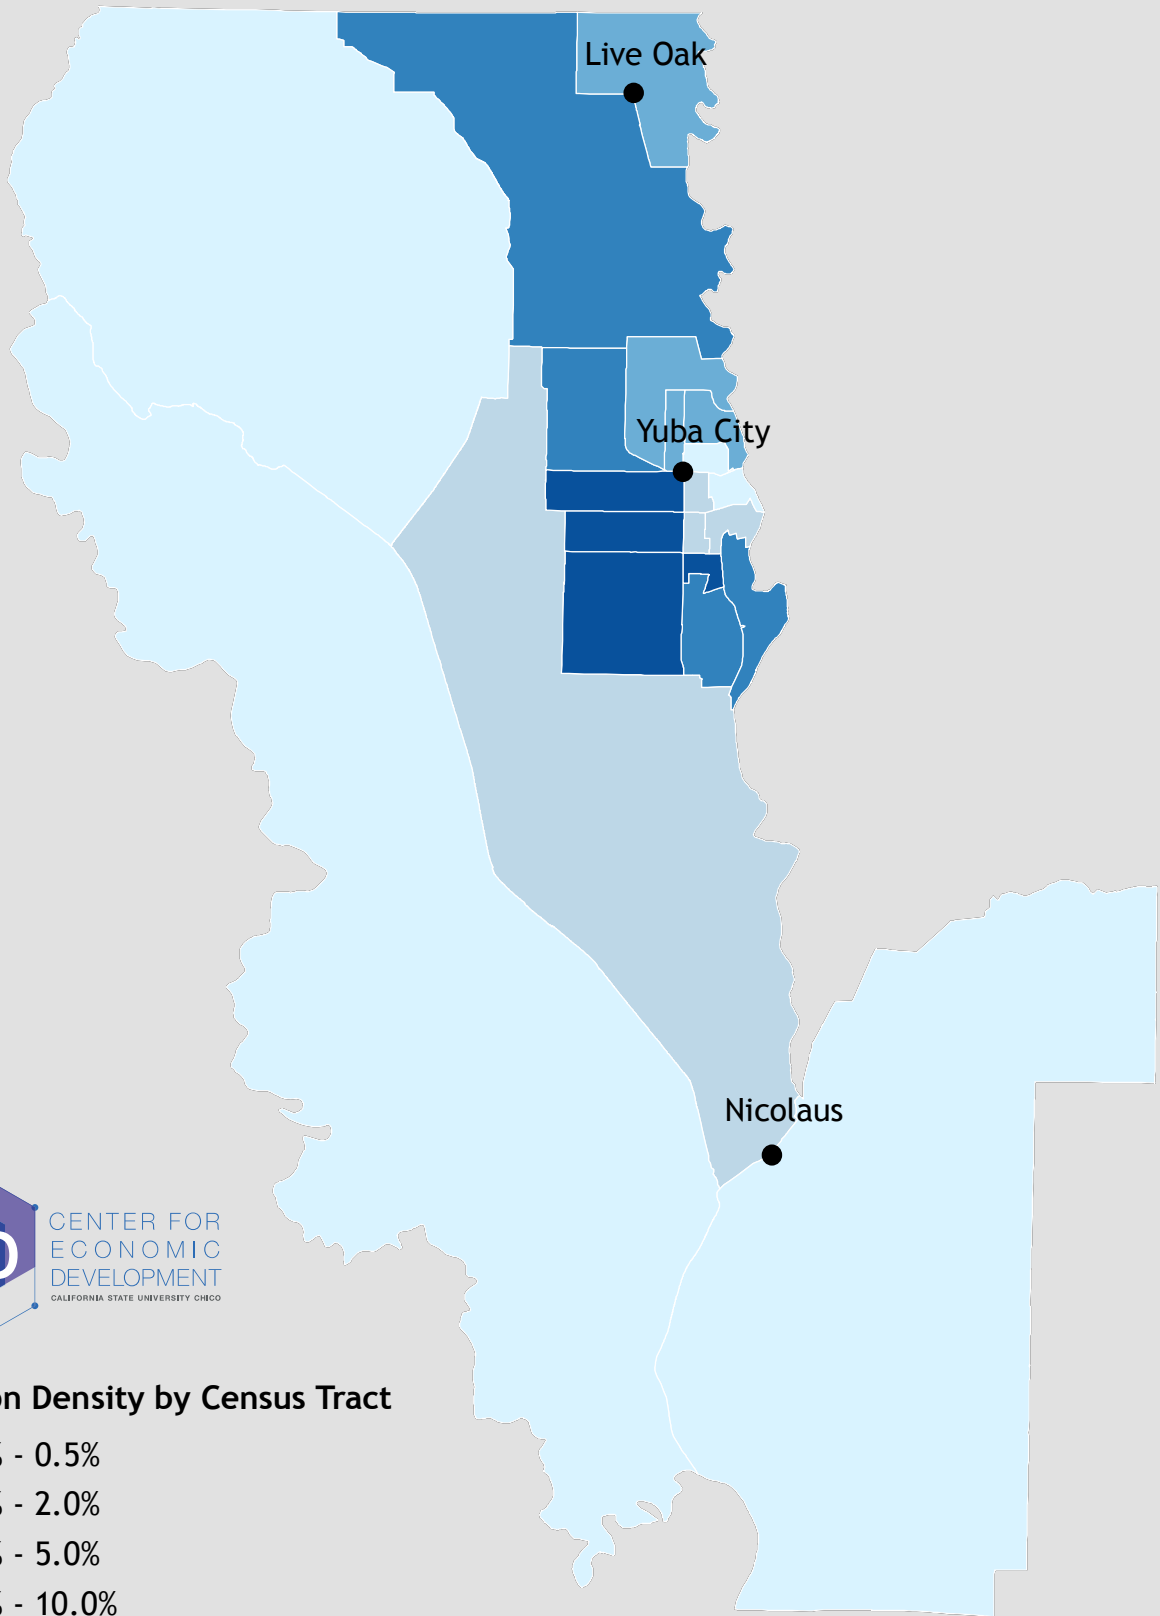 Live Oak
Yuba City
Nicolaus
CENTER FOR
ECONOMIC
DEVELOPMENT
CALIFORNIA STATE UNIVERSITY CHICO
Density by Census Tract
- 0.5%
- 2.0%
- 5.0%
- 10.0%